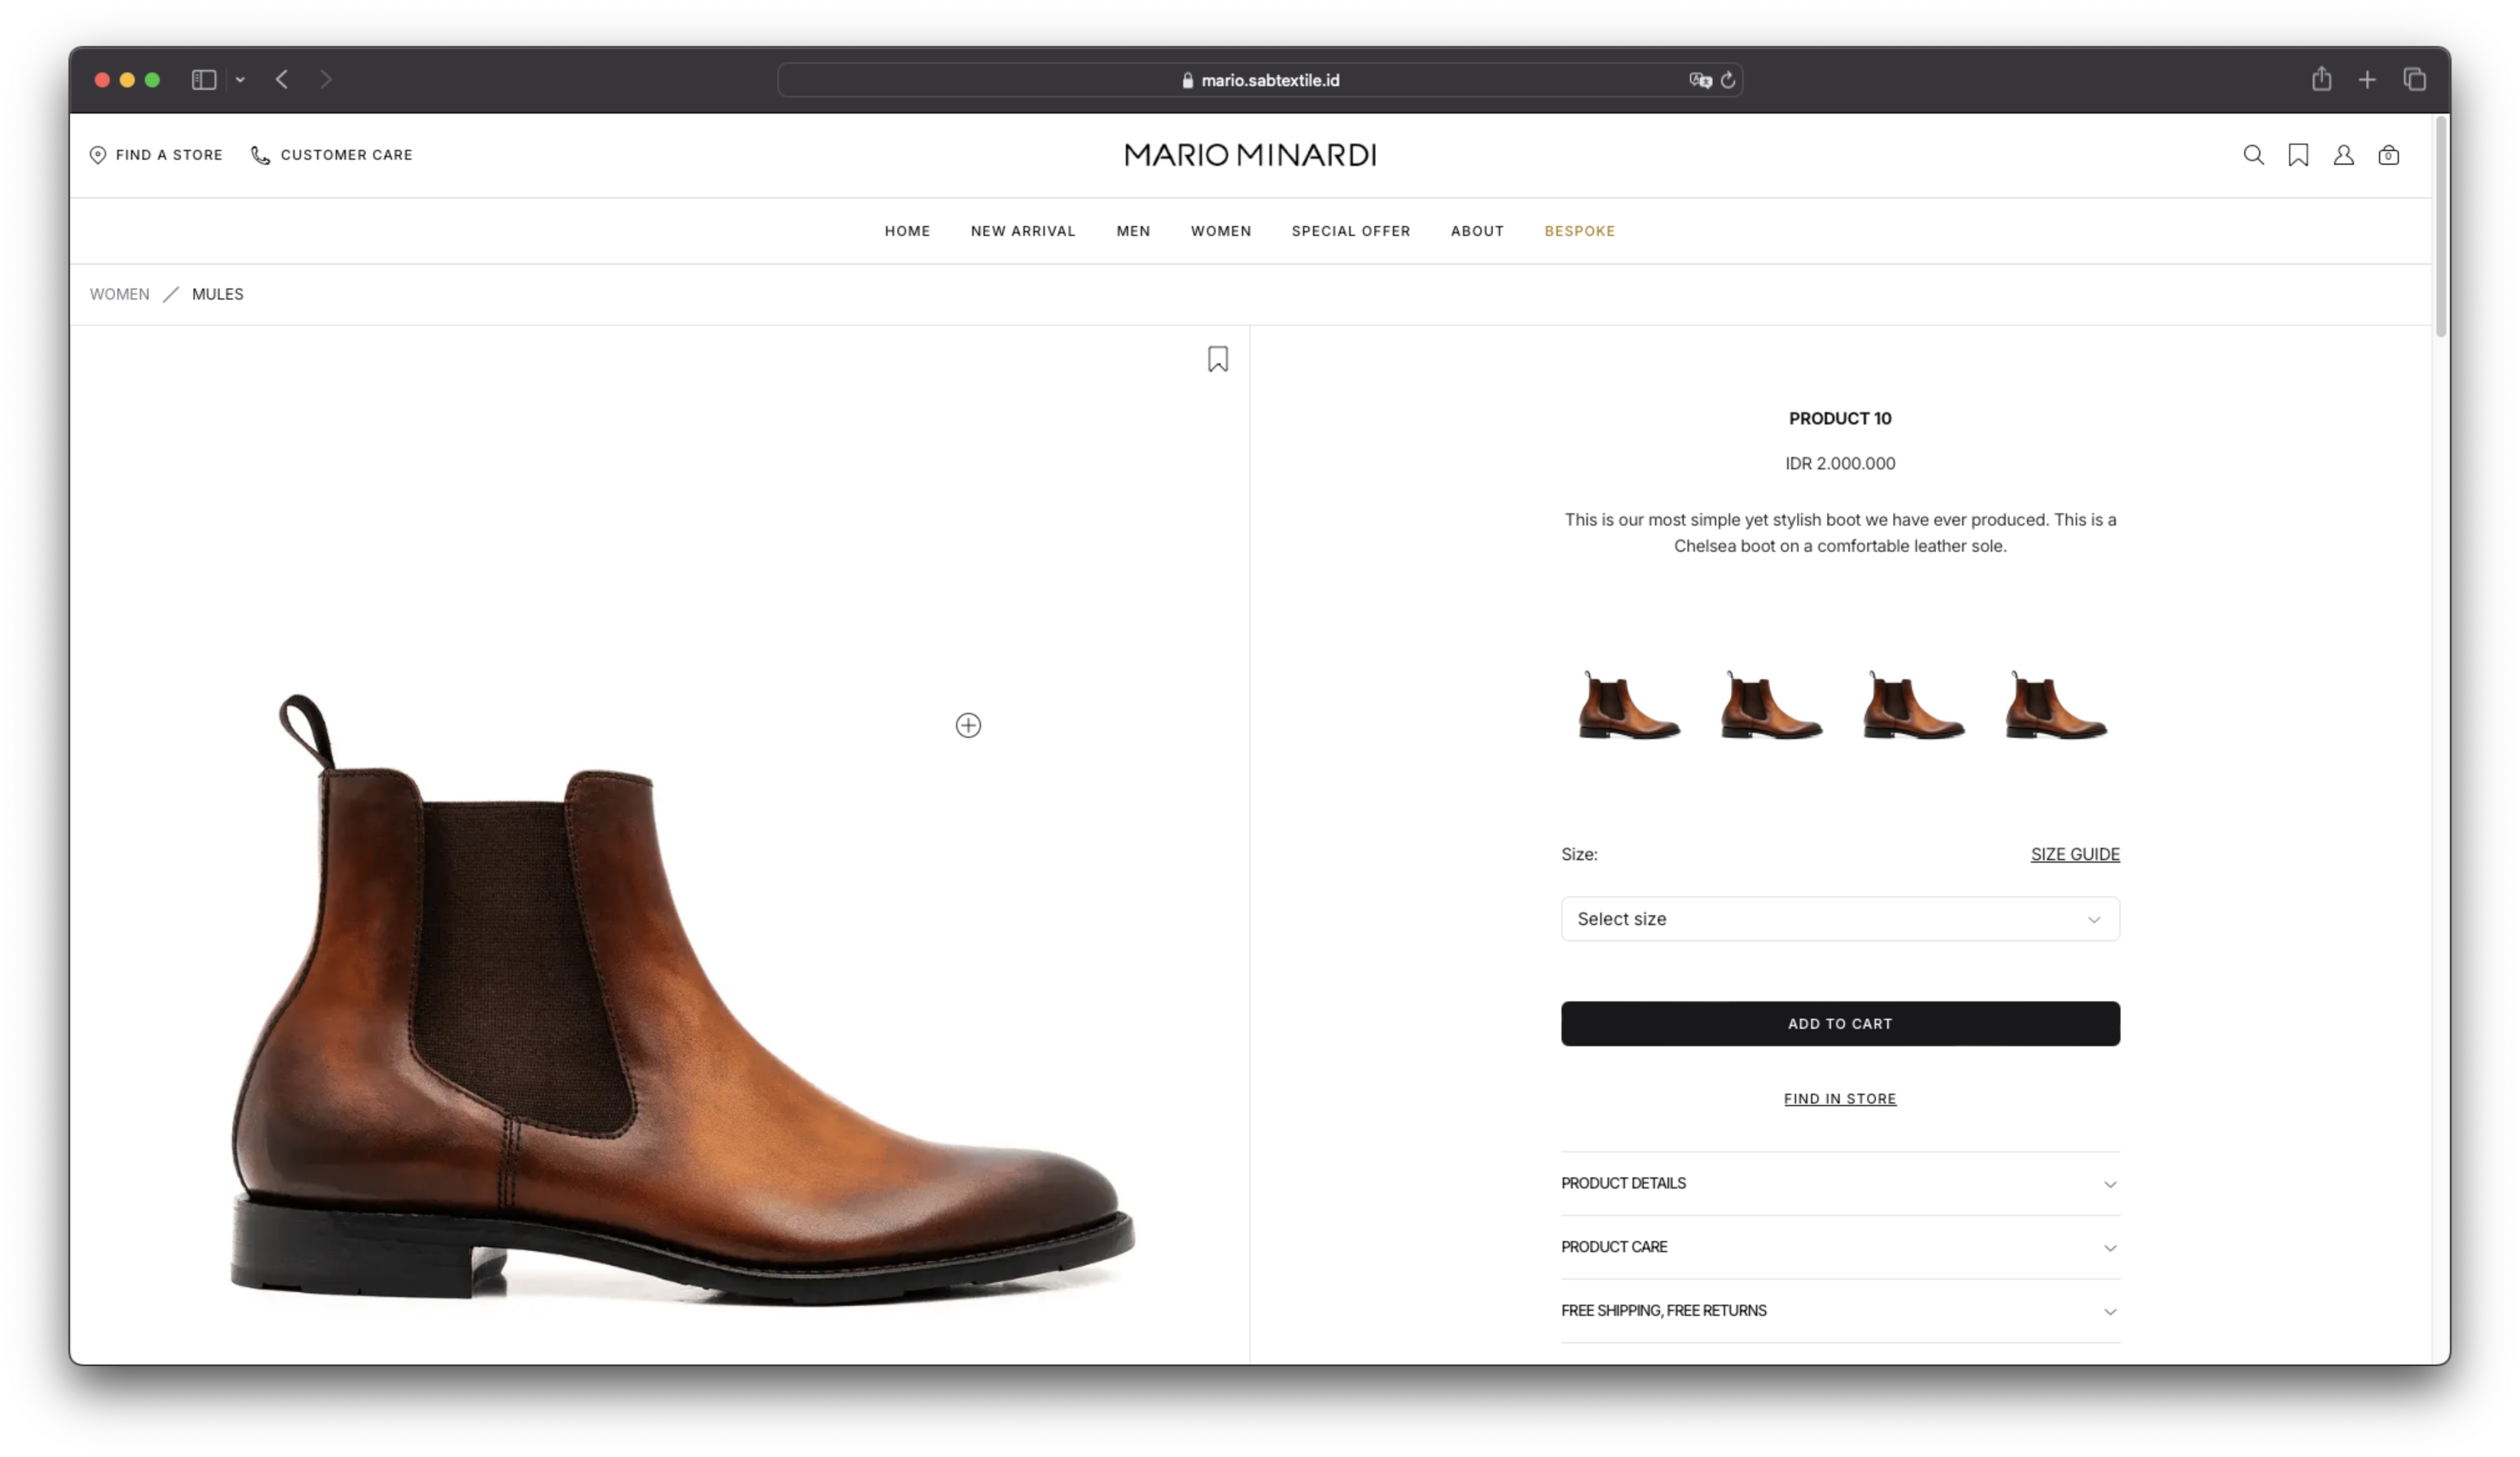 mario.sabtextile.id
FIND A STORE
CUSTOMER CARE
MARIO MINARDI
0
HOME
NEW ARRIVAL
MEN
WOMEN
SPECIAL OFFER
ABOUT
BESPOKE
WOMEN / MULES
PRODUCT 10
IDR 2.000.000
This is our most simple yet stylish boot we have ever produced. This is a
Chelsea boot on a comfortable leather sole.
Size:
SIZE GUIDE
Select size
ADD TO CART
FIND IN STORE
PRODUCT DETAILS
PRODUCT CARE
FREE SHIPPING, FREE RETURNS